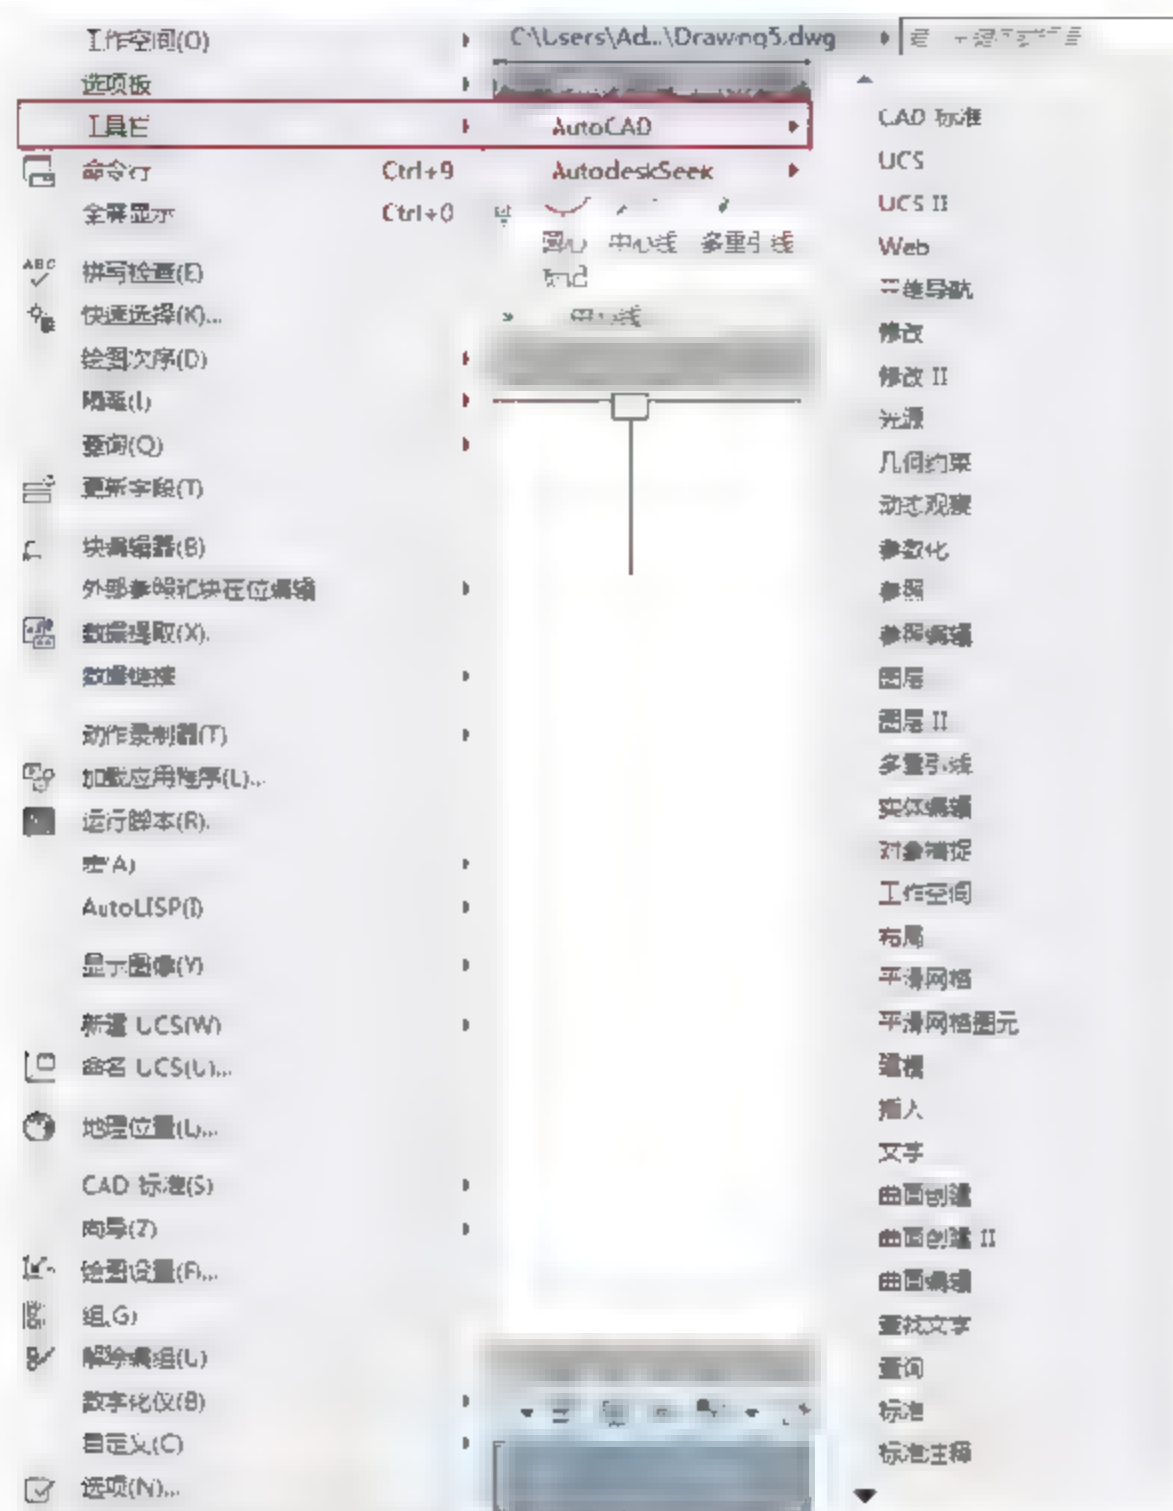 工作空间(O)
选项板
工具栏
命令行 Ctrl+9
全屏显示 Ctrl+0
拼写检查(E)
快速选择(K)...
绘图次序(D)
隔离(I)
查询(Q)
更新字段(T)
块编辑器(B)
外部参照和块在位编辑
数据提取(X).
数据链接
动作录制器(T)
加载应用程序(L)...
运行脚本(R).
宏(A)
AutoLISP(I)
显示图像(Y)
新建 UCS(W)
命名 UCS(U)...
地理位置(L)...
CAD 标准(S)
向导(Z)
绘图设置(F)...
组(G)
解除编组(U)
数字化仪(B)
自定义(C)
选项(N)...
C:\Users\Ad...\Drawing5.dwg
AutoCAD
AutodeskSeek
圆心 中心线 多重引线
标记
中心线
CAD 标准
UCS
UCS II
Web
三维导航
修改
修改 II
光源
几何约束
动态观察
参数化
参照
参照编辑
图层
图层 II
多重引线
实体编辑
对象捕捉
工作空间
布局
平滑网格
平滑网格图元
建模
插入
文字
曲面创建
曲面创建 II
曲面编辑
查找文字
查询
标准
标准注释